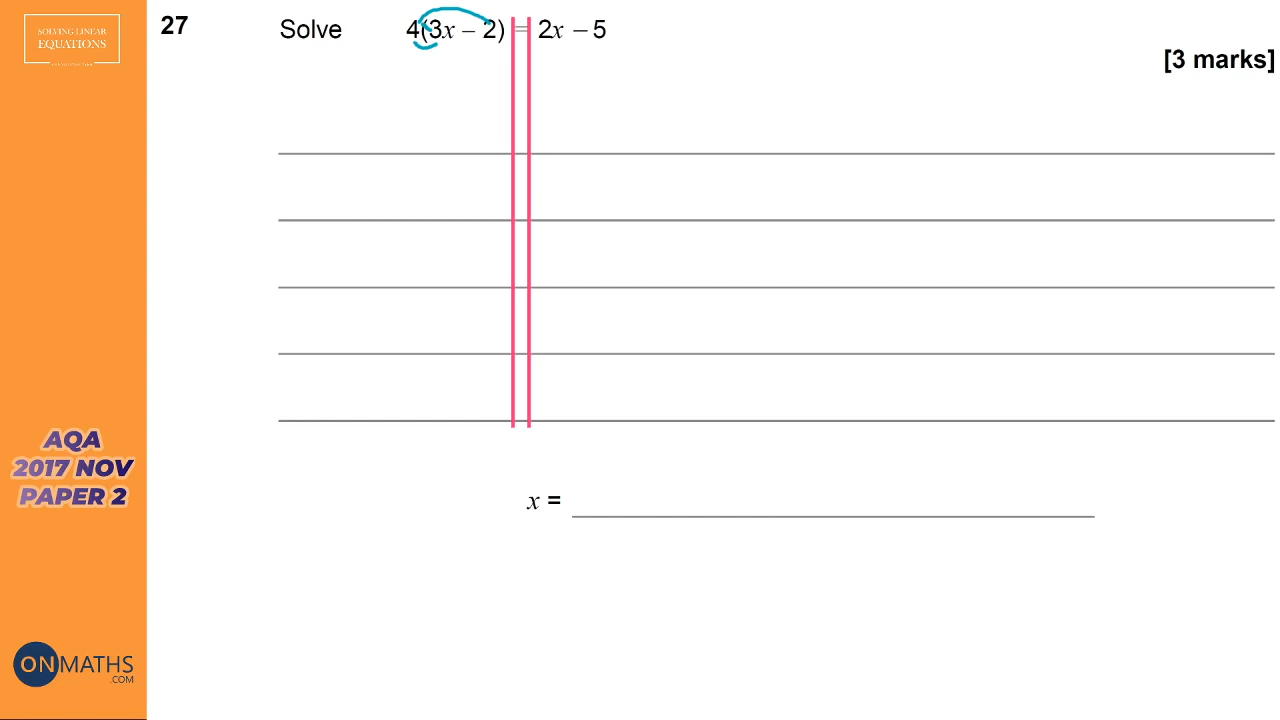 SOLVING LINEAR
EQUATIONS
27 Solve 4(3x – 2) = 2x – 5
[3 marks]
AQA
2017 NOV
PAPER 2
x =
ONMATHS
.COM